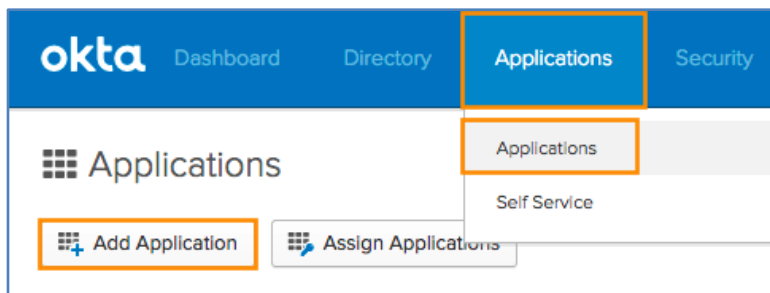 okta Dashboard Directory Applications Security
Applications
Applications
Self Service
Add Application Assign Applications